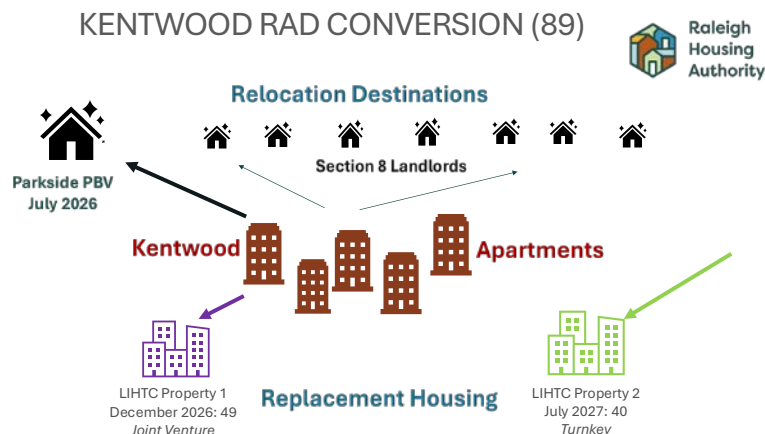 KENTWOOD RAD CONVERSION (89)
Raleigh
Housing
Authority
Relocation Destinations
Section 8 Landlords
Parkside PBV
July 2026
Kentwood
Apartments
LIHTC Property 1
December 2026: 49
Joint Venture
Replacement Housing
LIHTC Property 2
July 2027: 40
Turnkey